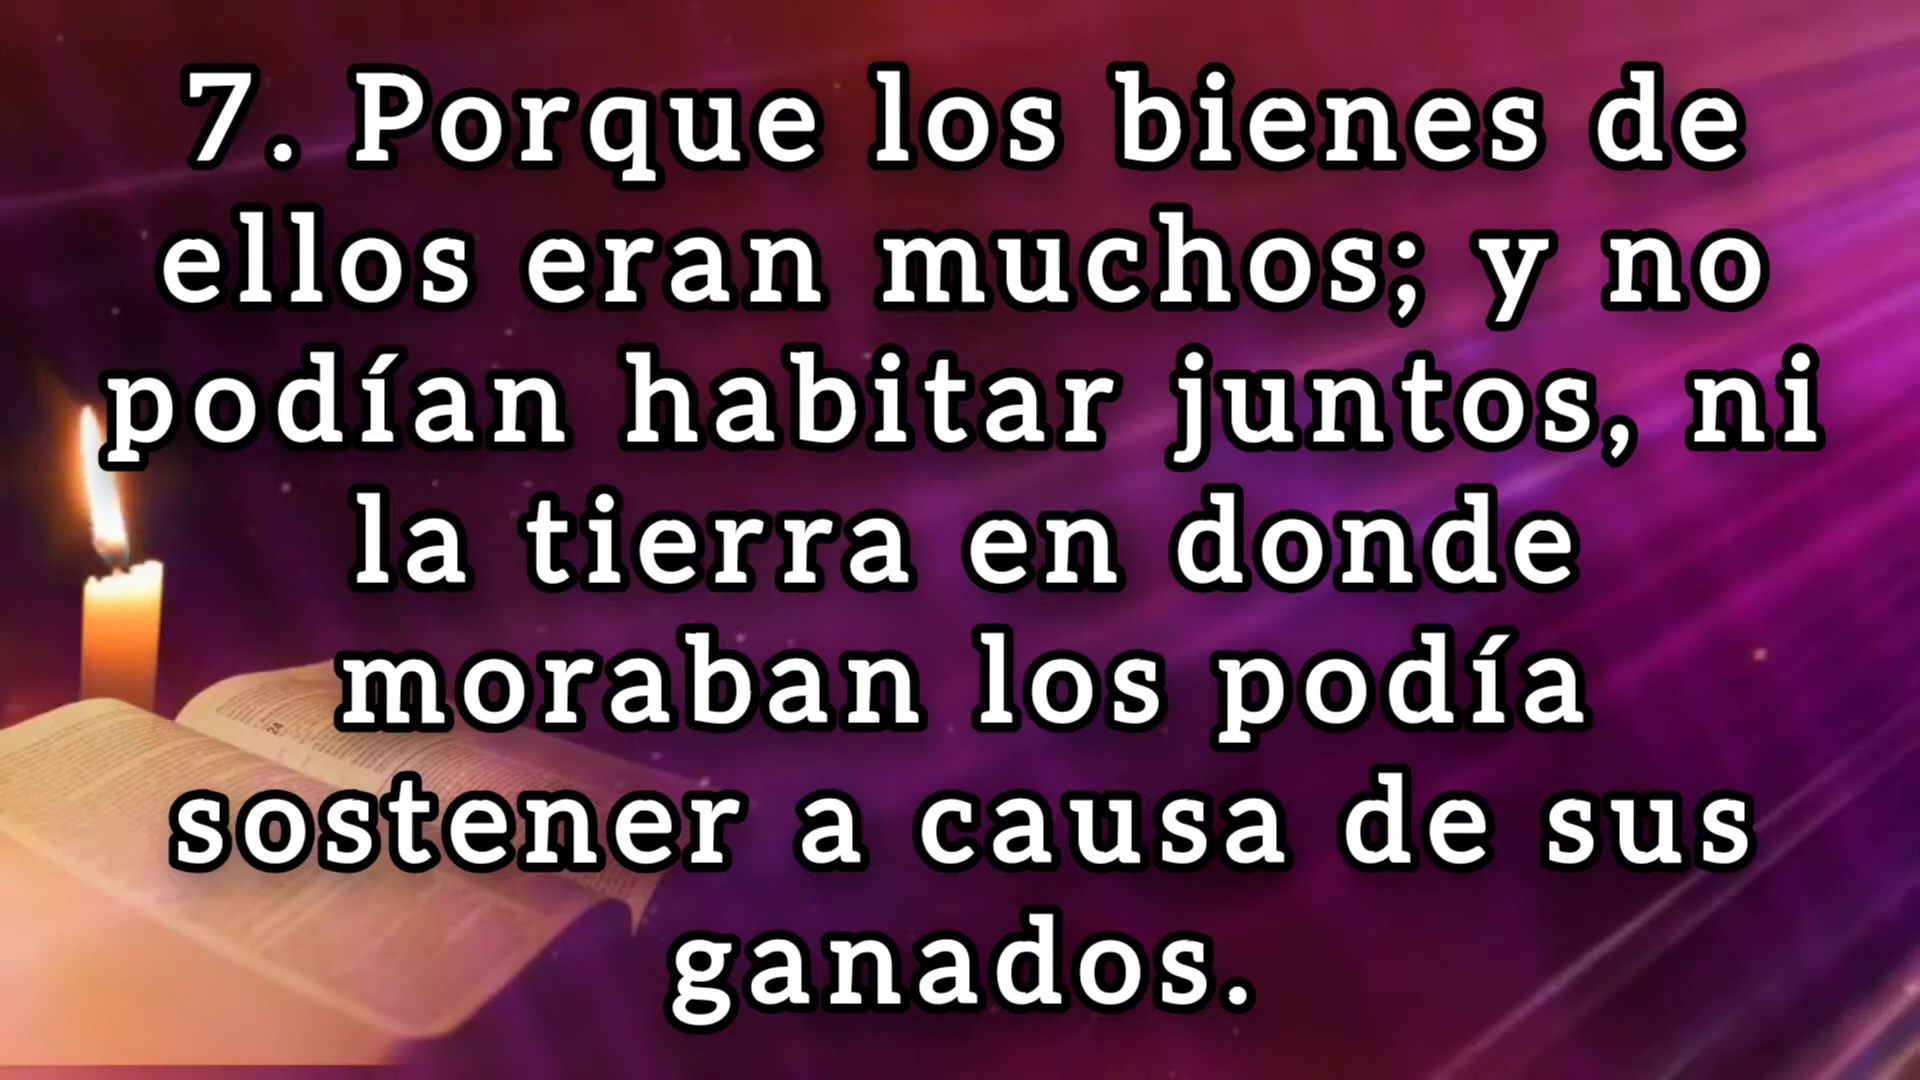 7. Porque los bienes de
ellos eran muchos; y no
podían habitar juntos, ni
la tierra en donde
moraban los podía
sostener a causa de sus
ganados.